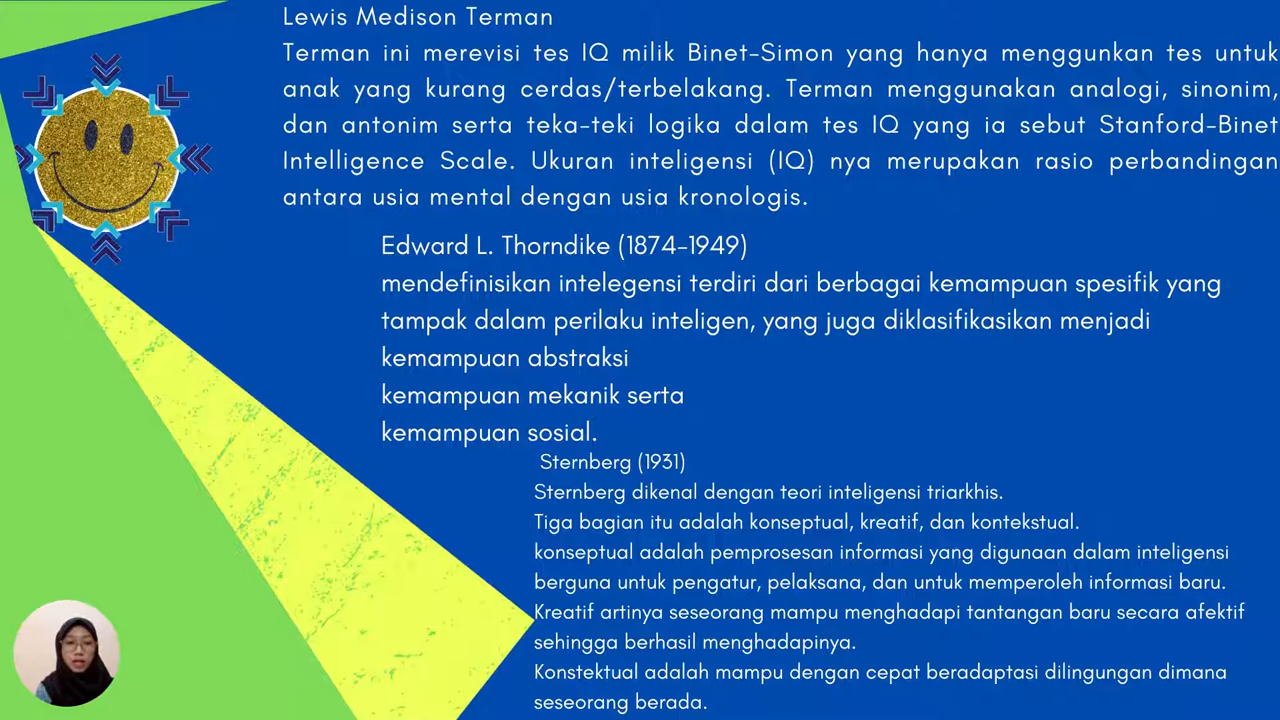 Lewis Medison Terman
Terman ini merevisi tes IQ milik Binet-Simon yang hanya menggunkan tes untuk
anak yang kurang cerdas/terbelakang. Terman menggunakan analogi, sinonim,
dan antonim serta teka-teki logika dalam tes IQ yang ia sebut Stanford-Binet
Intelligence Scale. Ukuran inteligensi (IQ) nya merupakan rasio perbandingan
antara usia mental dengan usia kronologis.
Edward L. Thorndike (1874-1949)
mendefinisikan intelegensi terdiri dari berbagai kemampuan spesifik yang
tampak dalam perilaku inteligen, yang juga diklasifikasikan menjadi
kemampuan abstraksi
kemampuan mekanik serta
kemampuan sosial.
Sternberg (1931)
Sternberg dikenal dengan teori inteligensi triarkhis.
Tiga bagian itu adalah konseptual, kreatif, dan kontekstual.
konseptual adalah pemprosesan informasi yang digunaan dalam inteligensi
berguna untuk pengatur, pelaksana, dan untuk memperoleh informasi baru.
Kreatif artinya seseorang mampu menghadapi tantangan baru secara afektif
sehingga berhasil menghadapinya.
Konstektual adalah mampu dengan cepat beradaptasi dilingungan dimana
seseorang berada.